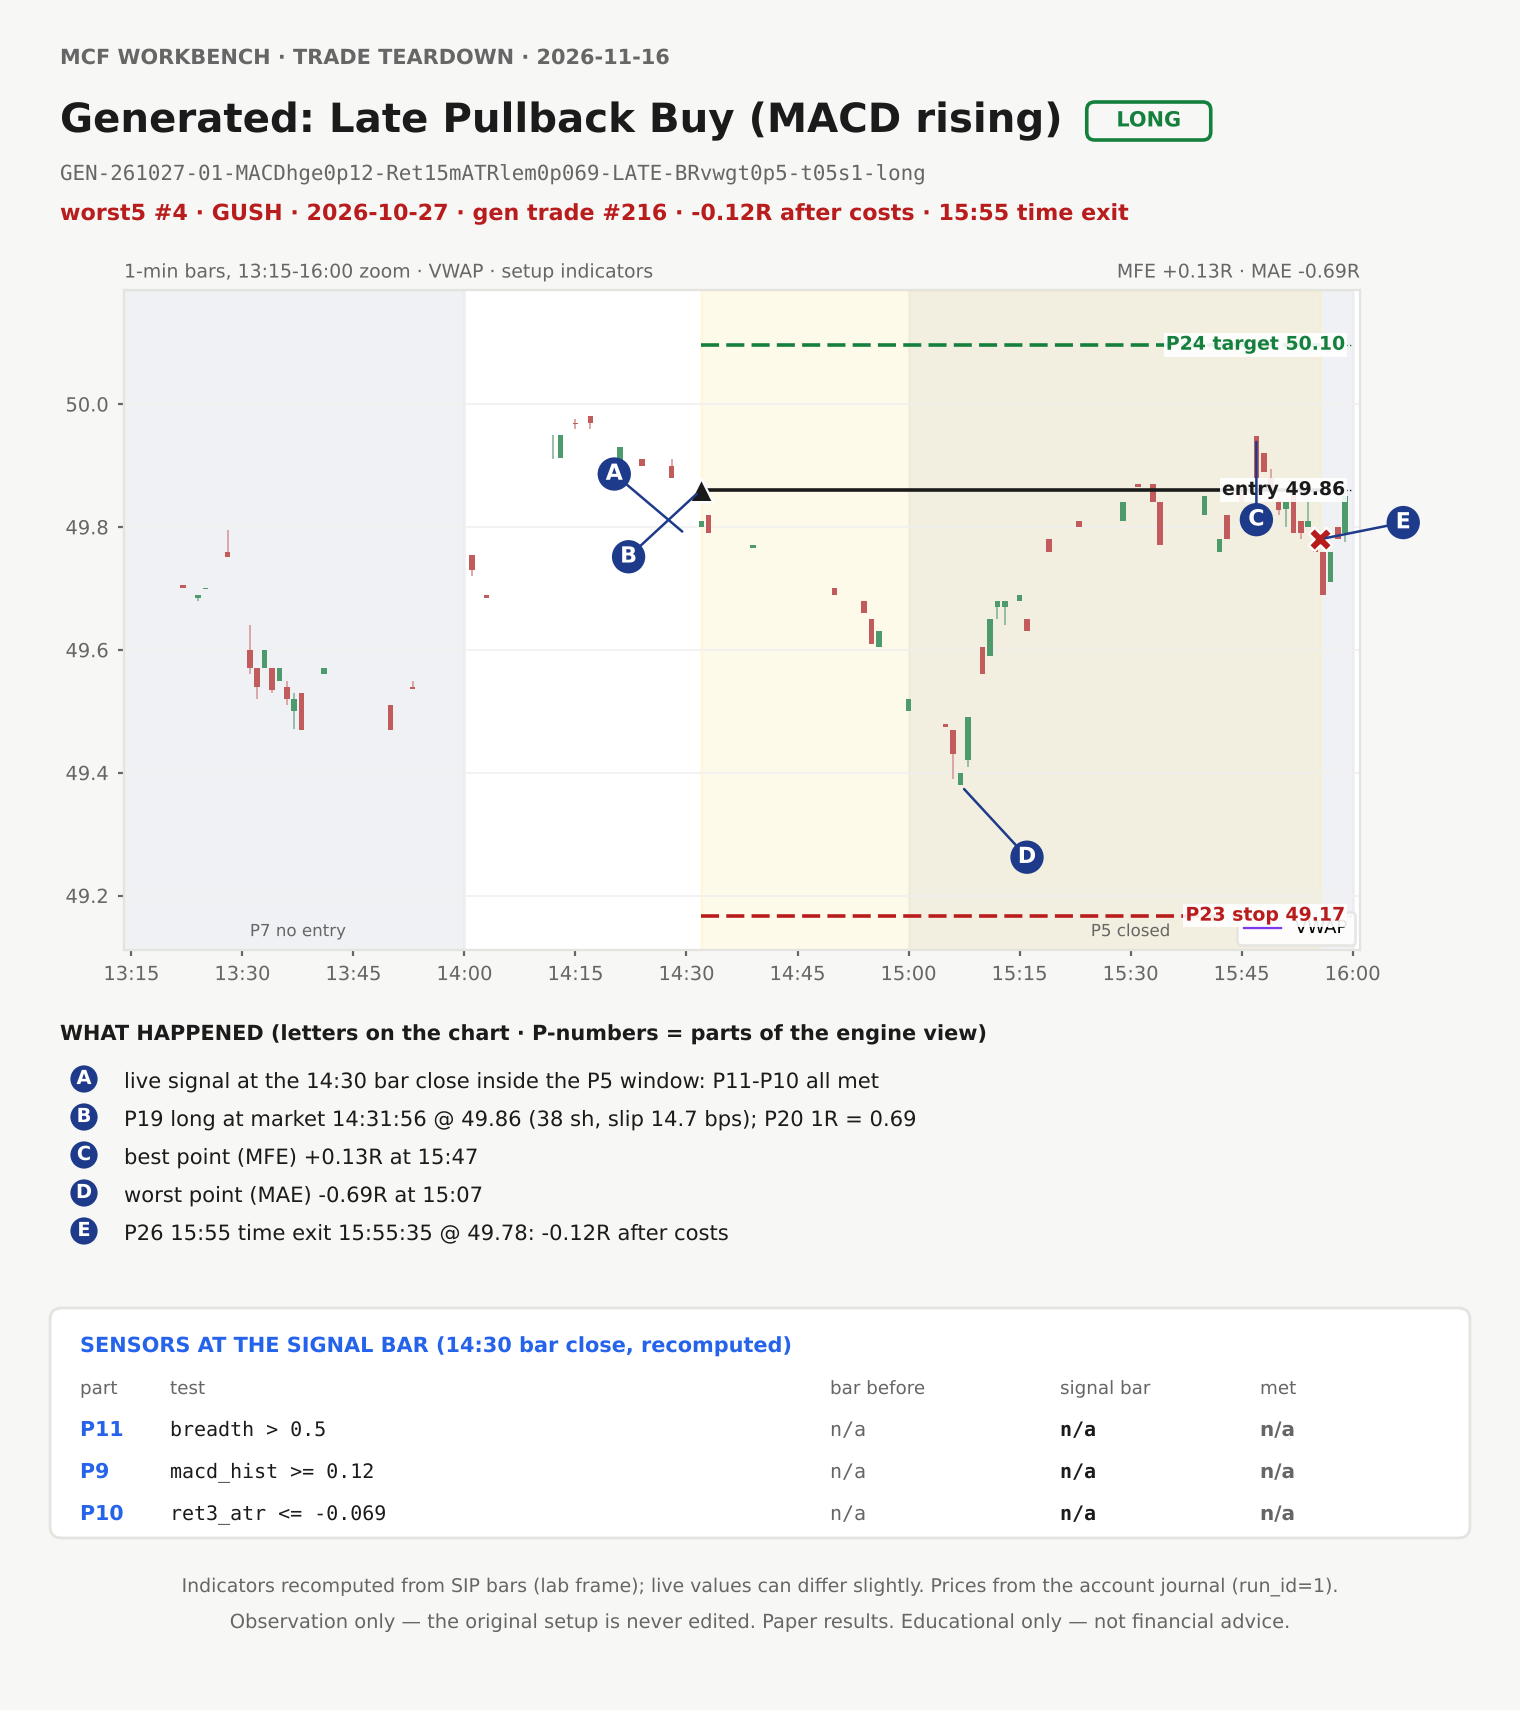 MCF WORKBENCH · TRADE TEARDOWN · 2026-11-16
Generated: Late Pullback Buy (MACD rising)
LONG
GEN-261027-01-MACDhge0p12-Ret15mATRlem0p069-LATE-BRvwgt0p5-t05s1-long
worst5 #4 · GUSH · 2026-10-27 · gen trade #216 · -0.12R after costs · 15:55 time exit
1-min bars, 13:15-16:00 zoom · VWAP · setup indicators
MFE +0.13R · MAE -0.69R
P24 target 50.10
50.0
A
entry 49.86
49.8
B
C
E
49.6
49.4
D
49.2
P23 stop 49.17
P7 no entry
P5 closed
VWAP
13:15 13:30 13:45 14:00 14:15 14:30 14:45 15:00 15:15 15:30 15:45 16:00
WHAT HAPPENED (letters on the chart · P-numbers = parts of the engine view)
A live signal at the 14:30 bar close inside the P5 window: P11-P10 all met
B P19 long at market 14:31:56 @ 49.86 (38 sh, slip 14.7 bps); P20 1R = 0.69
C best point (MFE) +0.13R at 15:47
D worst point (MAE) -0.69R at 15:07
E P26 15:55 time exit 15:55:35 @ 49.78: -0.12R after costs
SENSORS AT THE SIGNAL BAR (14:30 bar close, recomputed)
part test bar before signal bar met
P11 breadth > 0.5 n/a n/a n/a
P9 macd_hist >= 0.12 n/a n/a n/a
P10 ret3_atr <= -0.069 n/a n/a n/a
Indicators recomputed from SIP bars (lab frame); live values can differ slightly. Prices from the account journal (run_id=1).
Observation only — the original setup is never edited. Paper results. Educational only — not financial advice.